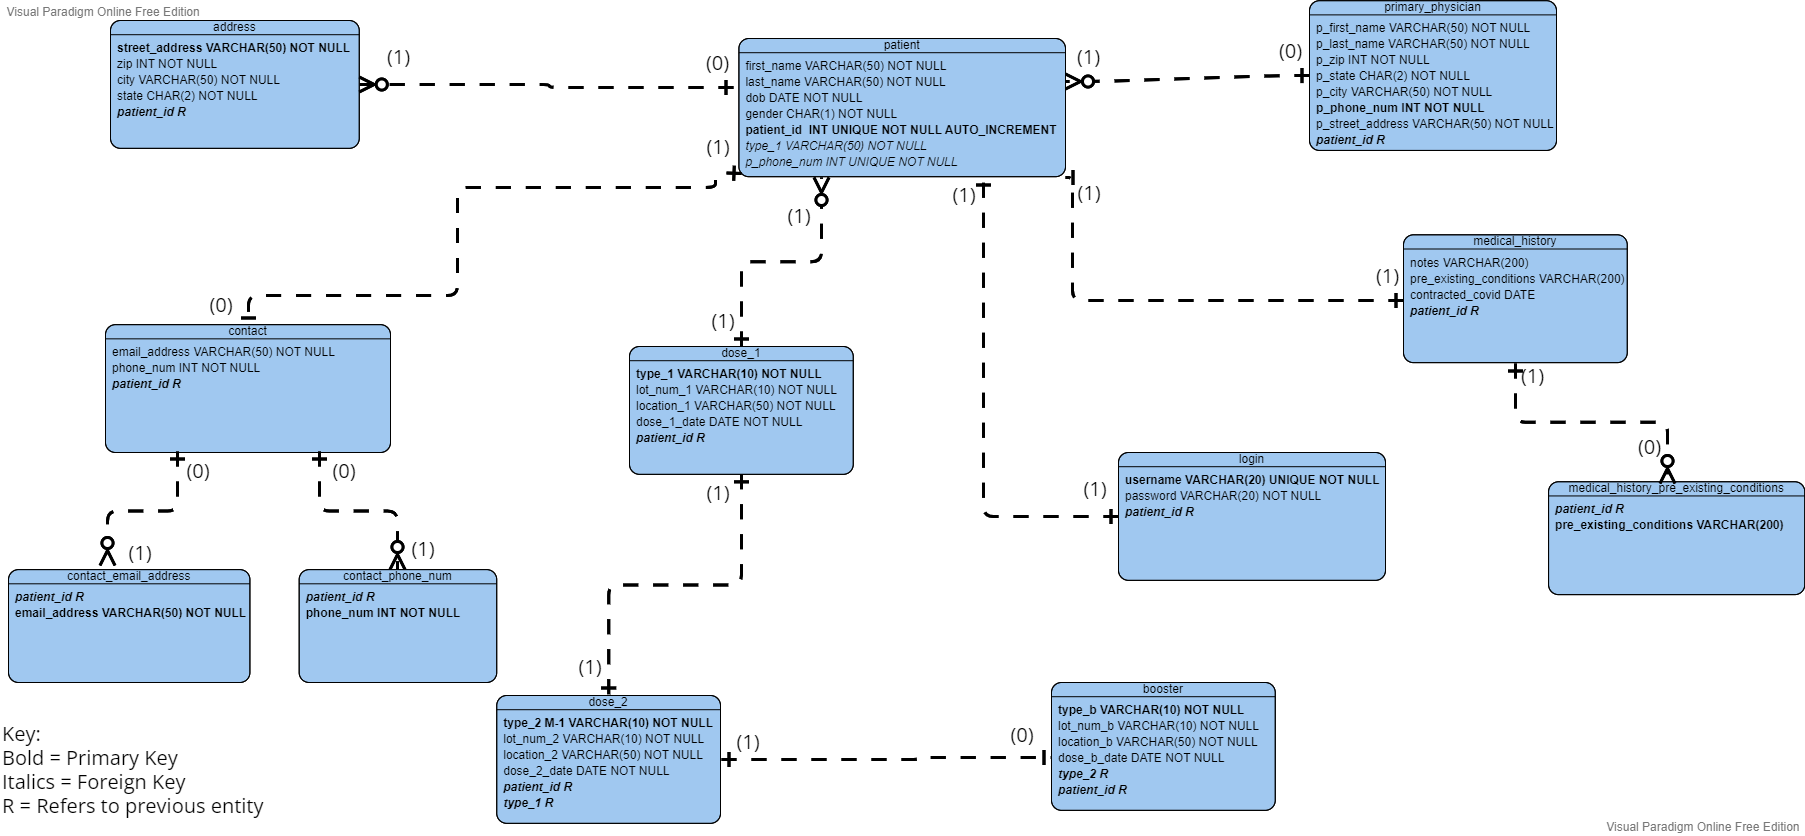 Visual Paradigm Online Free Edition
address
street_address VARCHAR(50) NOT NULL
zip INT NOT NULL
city VARCHAR(50) NOT NULL
state CHAR(2) NOT NULL
patient_id R
(1)
(0)
patient
first_name VARCHAR(50) NOT NULL
last_name VARCHAR(50) NOT NULL
dob DATE NOT NULL
gender CHAR(1) NOT NULL
patient_id  INT UNIQUE NOT NULL AUTO_INCREMENT
type_1 VARCHAR(50) NOT NULL
p_phone_num INT UNIQUE NOT NULL
(1)
(0)
primary_physician
p_first_name VARCHAR(50) NOT NULL
p_last_name VARCHAR(50) NOT NULL
p_zip INT NOT NULL
p_state CHAR(2) NOT NULL
p_city VARCHAR(50) NOT NULL
p_phone_num INT NOT NULL
p_street_address VARCHAR(50) NOT NULL
patient_id R
(1)
(1)
(1)
(1)
(0)
contact
email_address VARCHAR(50) NOT NULL
phone_num INT NOT NULL
patient_id R
(1)
dose_1
type_1 VARCHAR(10) NOT NULL
lot_num_1 VARCHAR(10) NOT NULL
location_1 VARCHAR(50) NOT NULL
dose_1_date DATE NOT NULL
patient_id R
(1)
medical_history
notes VARCHAR(200)
pre_existing_conditions VARCHAR(200)
contracted_covid DATE
patient_id R
(1)
(0)
(0)
(0)
(1)
(1)
login
username VARCHAR(20) UNIQUE NOT NULL
password VARCHAR(20) NOT NULL
patient_id R
medical_history_pre_existing_conditions
patient_id R
pre_existing_conditions VARCHAR(200)
(1)
(1)
contact_email_address
patient_id R
email_address VARCHAR(50) NOT NULL
contact_phone_num
patient_id R
phone_num INT NOT NULL
(1)
dose_2
type_2 M-1 VARCHAR(10) NOT NULL
lot_num_2 VARCHAR(10) NOT NULL
location_2 VARCHAR(50) NOT NULL
dose_2_date DATE NOT NULL
patient_id R
type_1 R
(1)
(0)
booster
type_b VARCHAR(10) NOT NULL
lot_num_b VARCHAR(10) NOT NULL
location_b VARCHAR(50) NOT NULL
dose_b_date DATE NOT NULL
type_2 R
patient_id R
Key:
Bold = Primary Key
Italics = Foreign Key
R = Refers to previous entity
Visual Paradigm Online Free Edition